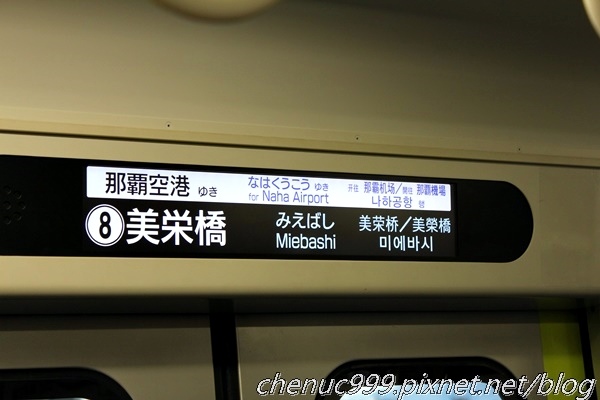 那覇空港 ゆき
なはくうこう ゆき
for Naha Airport
开往 那霸机场／開往 那覇機場
나하공항 행
⑧美栄橋
みえばし
Miebashi
美荣桥／美榮橋
미에바시
chenuc999.pixnet.net/blog